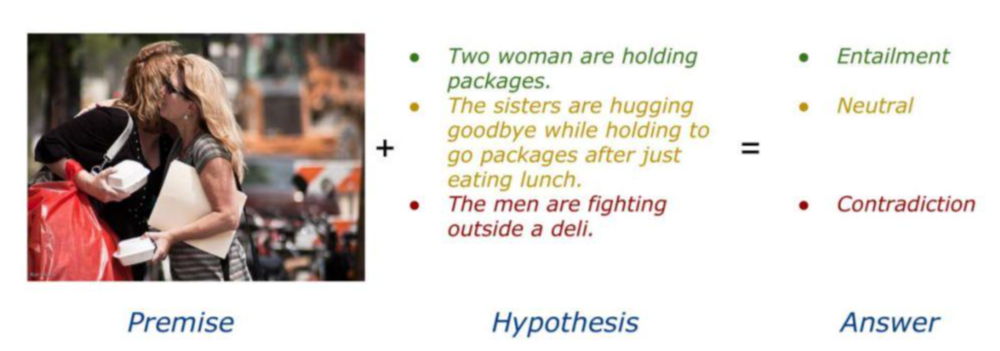 Two woman are holding
packages.
The sisters are hugging
goodbye while holding to
go packages after just
eating lunch.
The men are fighting
outside a deli.
+
=
Entailment
Neutral
Contradiction
Premise
Hypothesis
Answer